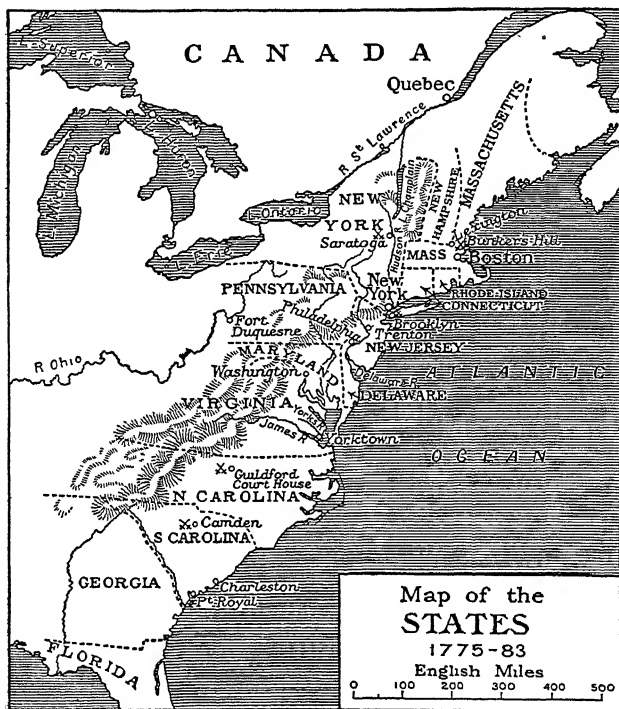 CANADA
L. Superior
L. Huron
L. Michigan
Quebec
R St Lawrence
L. Ontario
L. Erie
NEW
YORK
Saratoga
Hudson R.
L. Champlain
NEW
HAMPSHIRE
MASSACHUSETTS
Lexington
Bunker's Hill
MASS
Boston
PENNSYLVANIA
New
York
RHODE ISLAND
CONNECTICUT
Philadelphia
Brooklyn
Trenton
NEW JERSEY
Fort
Duquesne
R Ohio
MARYLAND
Washington
Delaware R
DELAWARE
ATLANTIC
OCEAN
VIRGINIA
York R
James R
Yorktown
Guildford
Court House
N CAROLINA
Camden
S CAROLINA
GEORGIA
Charleston
Pt. Royal
FLORIDA
Map of the
STATES
1775-83
English Miles
0 100 200 300 400 500